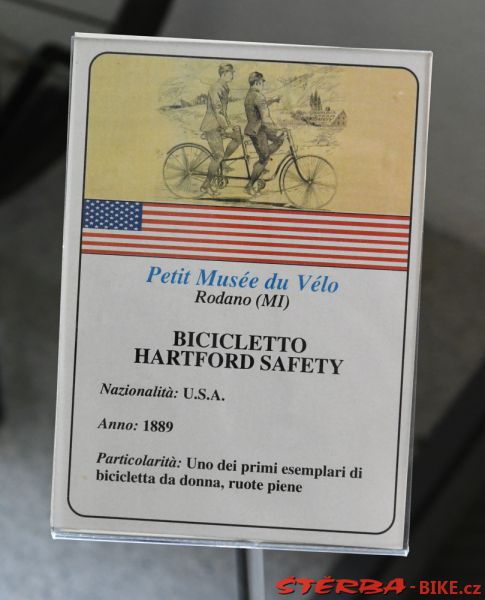 Petit Musée du Vélo
Rodano (MI)
BICICLETTO
HARTFORD SAFETY
Nazionalità: U.S.A.
Anno: 1889
Particolarità: Uno dei primi esemplari di
bicicletta da donna, ruote piene
ŠTĚRBA-BIKE.cz